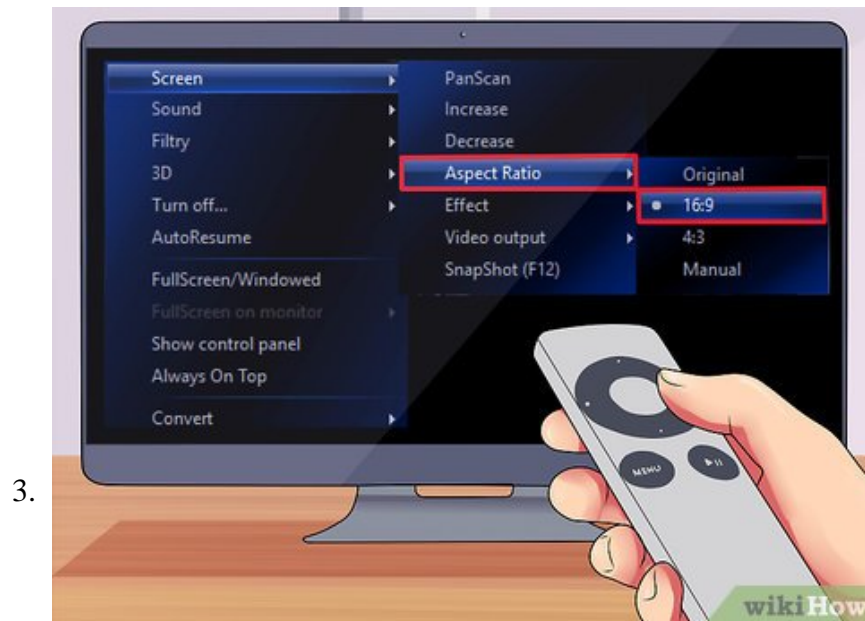 Screen
Sound
Filtry
3D
Turn off...
AutoResume
FullScreen/Windowed
FullScreen on monitor
Show control panel
Always On Top
Convert
PanScan
Increase
Decrease
Aspect Ratio
Effect
Video output
SnapShot (F12)
Original
16:9
4:3
Manual
MENU
3.
wikiHow